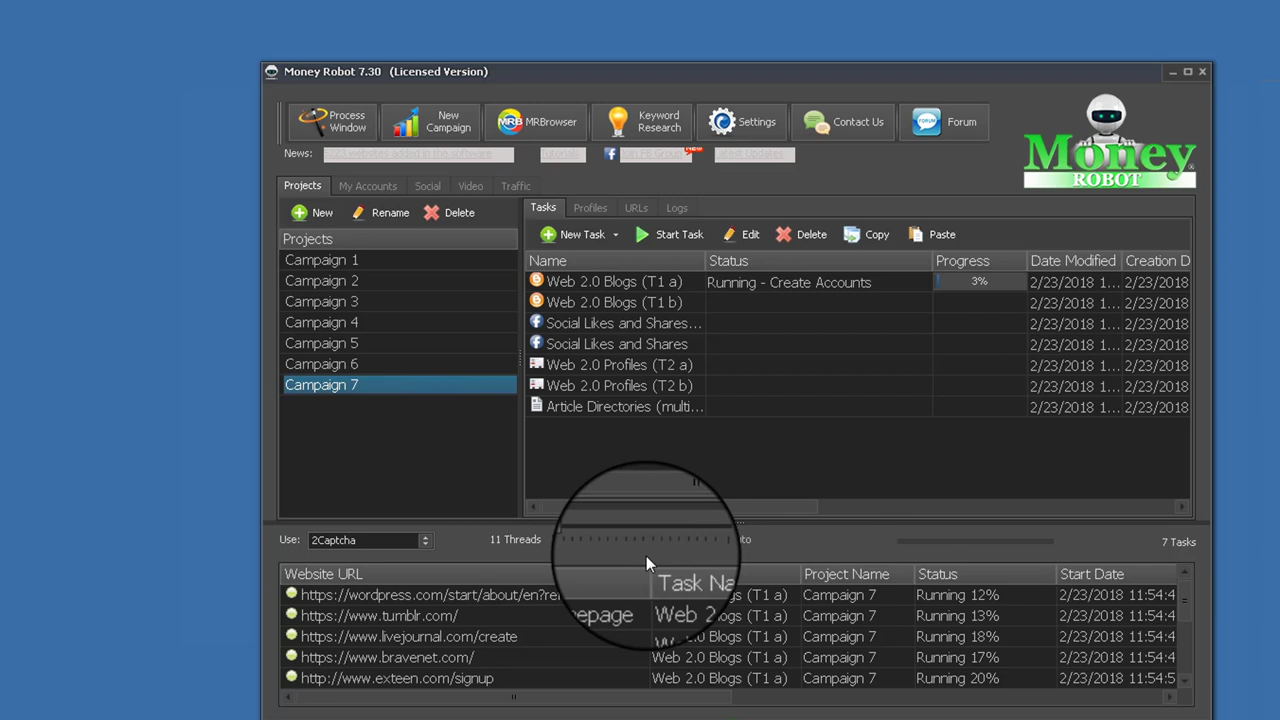 Money Robot 7.30 (Licensed Version)
Process Window
New Campaign
MRBrowser
Keyword Research
Settings
Contact Us
Forum
News:
Tutorials
Join FB Group
NEW
Latest Updates
Money
ROBOT
Projects My Accounts Social Video Traffic
New Rename Delete
Projects
Campaign 1
Campaign 2
Campaign 3
Campaign 4
Campaign 5
Campaign 6
Campaign 7
Tasks Profiles URLs Logs
New Task Start Task Edit Delete Copy Paste
Name Status Progress Date Modified Creation D
Web 2.0 Blogs (T1 a) Running - Create Accounts 3% 2/23/2018 1... 2/23/2018
Web 2.0 Blogs (T1 b) 2/23/2018 1... 2/23/2018
Social Likes and Shares... 2/23/2018 1... 2/23/2018
Social Likes and Shares 2/23/2018 1... 2/23/2018
Web 2.0 Profiles (T2 a) 2/23/2018 1... 2/23/2018
Web 2.0 Profiles (T2 b) 2/23/2018 1... 2/23/2018
Article Directories (multi... 2/23/2018 1... 2/23/2018
Use: 2Captcha 11 Threads 7 Tasks
Website URL Task Na Project Name Status Start Date
https://wordpress.com/start/about/en?re epage Web 2 (T1 a) Campaign 7 Running 12% 2/23/2018 11:54:4
https://www.tumblr.com/ (T1 a) Campaign 7 Running 13% 2/23/2018 11:54:4
https://www.livejournal.com/create 0 Blogs (T1 a) Campaign 7 Running 18% 2/23/2018 11:54:4
https://www.bravenet.com/ Web 2.0 Blogs (T1 a) Campaign 7 Running 17% 2/23/2018 11:54:4
http://www.exteen.com/signup Web 2.0 Blogs (T1 a) Campaign 7 Running 20% 2/23/2018 11:54:4